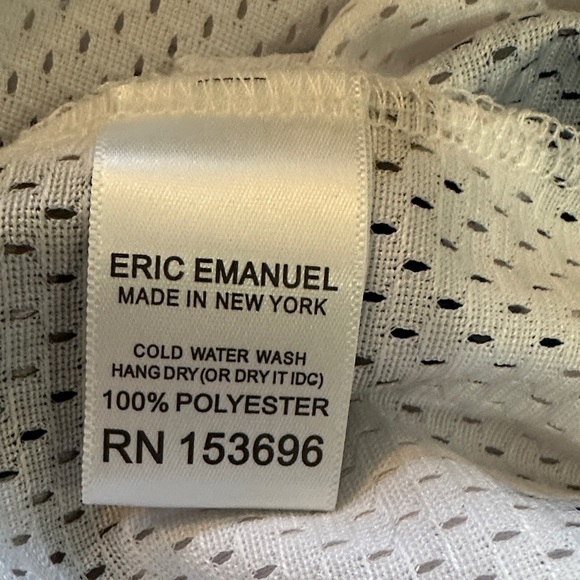 ERIC EMANUEL
MADE IN NEW YORK
COLD WATER WASH
HANG DRY (OR DRY IT IDC)
100% POLYESTER
RN 153696